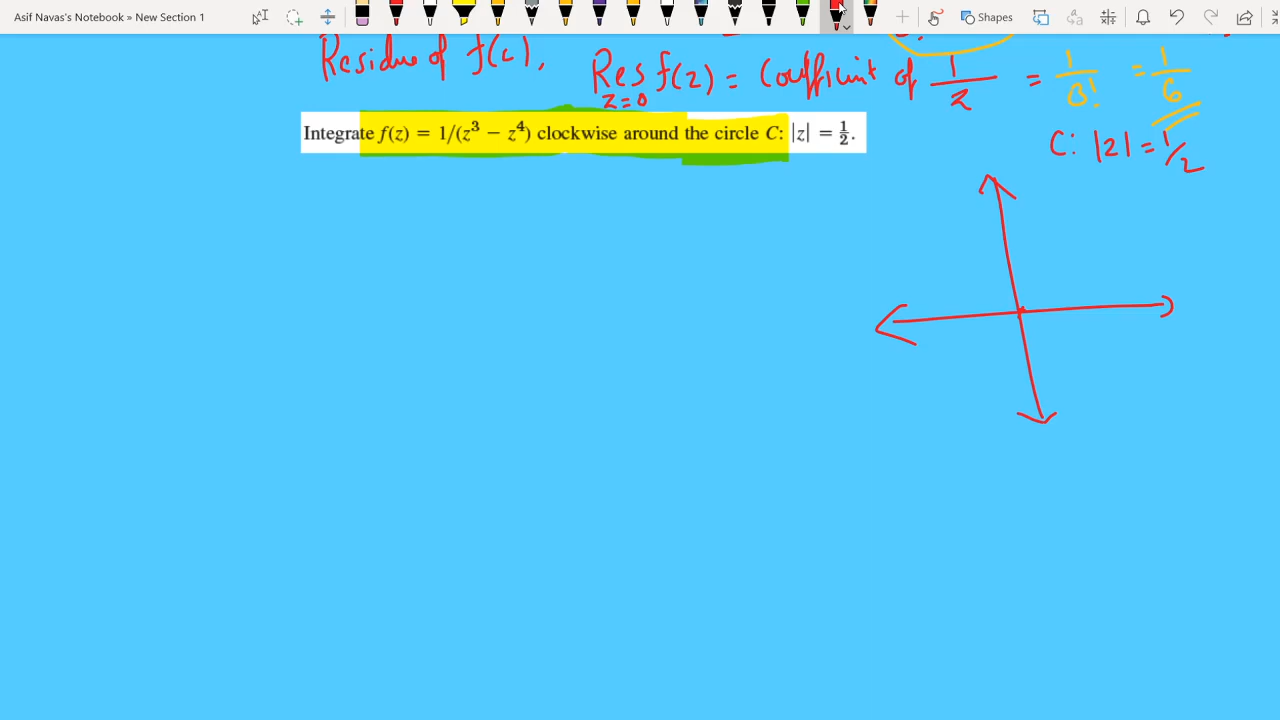 Asif Navas's Notebook » New Section 1
Shapes
Residue of f(z).
Res f(z) = Coefficient of 1/z = 1/3! = 1/6
z=0
Integrate f(z) = 1/(z³ − z⁴) clockwise around the circle C: |z| = ½.
C: |z| = 1/2